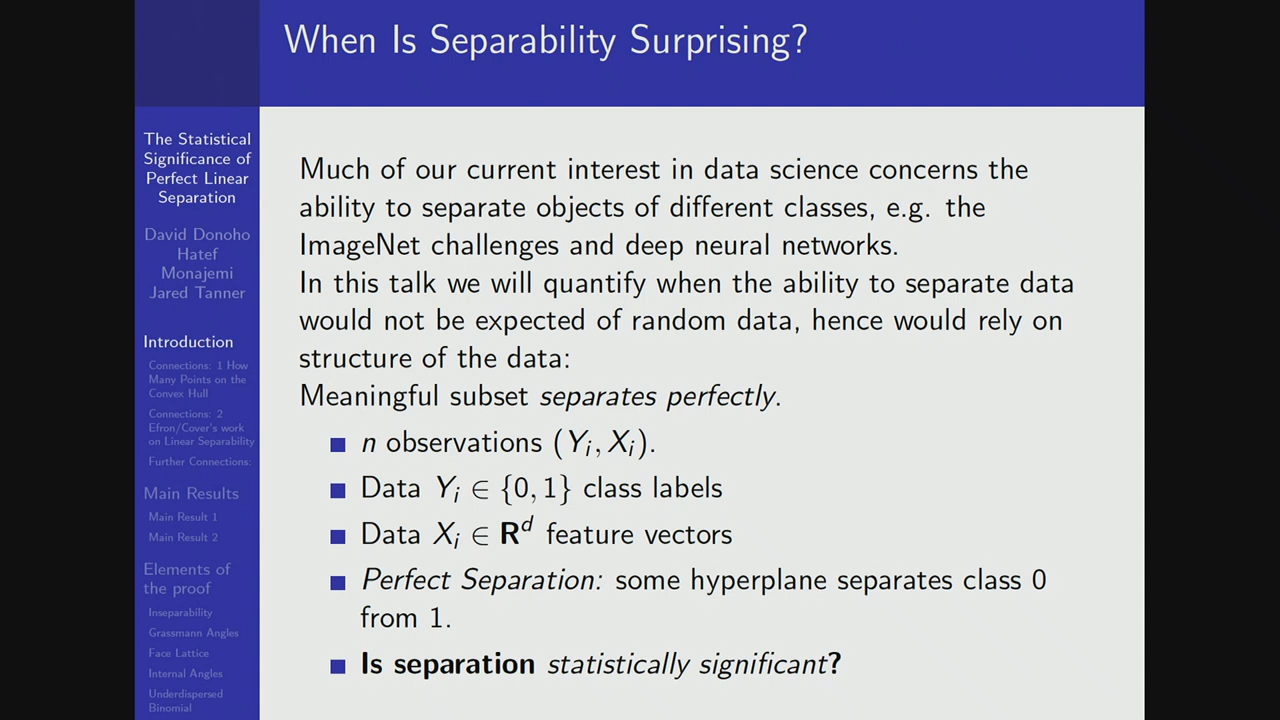 When Is Separability Surprising?
The Statistical
Significance of
Perfect Linear
Separation
David Donoho
Hatef
Monajemi
Jared Tanner
Introduction
Connections: 1 How
Many Points on the
Convex Hull
Connections: 2
Efron/Cover's work
on Linear Separability
Further Connections:
Main Results
Main Result 1
Main Result 2
Elements of
the proof
Inseparability
Grassmann Angles
Face Lattice
Internal Angles
Underdispersed
Binomial
Much of our current interest in data science concerns the
ability to separate objects of different classes, e.g. the
ImageNet challenges and deep neural networks.
In this talk we will quantify when the ability to separate data
would not be expected of random data, hence would rely on
structure of the data:
Meaningful subset separates perfectly.
n observations (Yᵢ, Xᵢ).
Data Yᵢ ∈ {0, 1} class labels
Data Xᵢ ∈ Rᵈ feature vectors
Perfect Separation: some hyperplane separates class 0
from 1.
Is separation statistically significant?